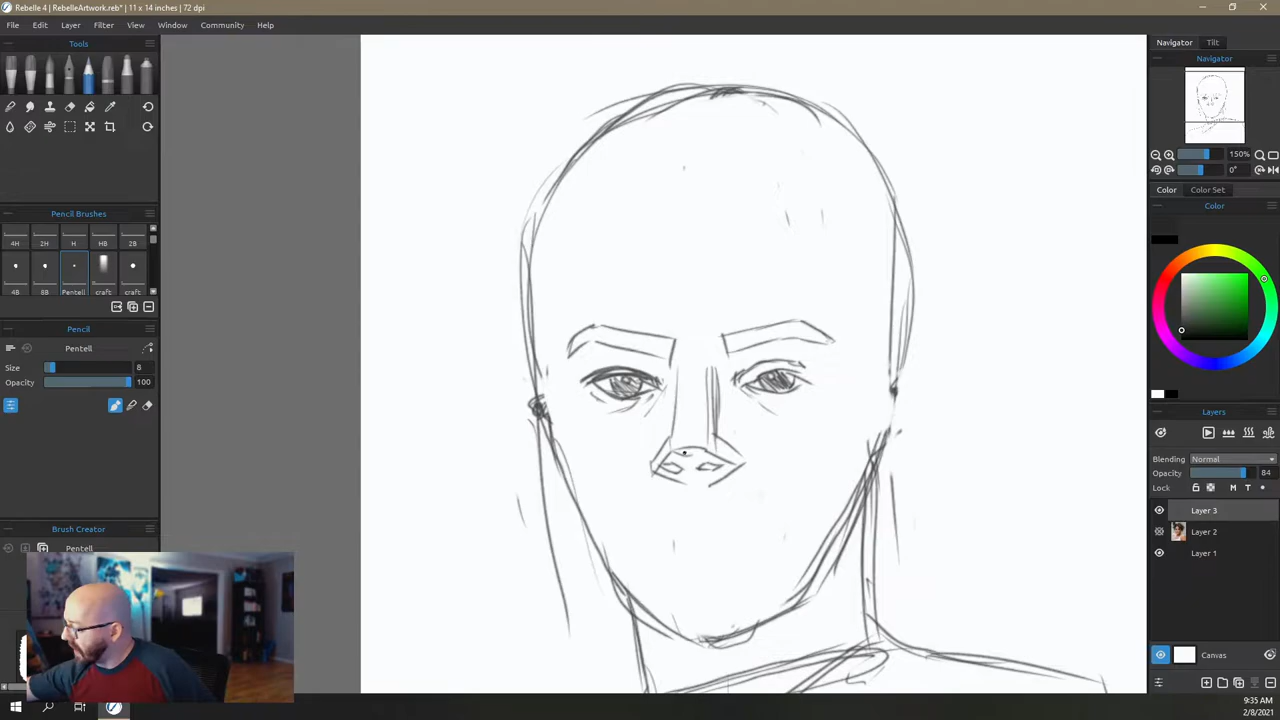 Rebelle 4 | RebelleArtwork.reb* | 11 x 14 inches | 72 dpi
File Edit Layer Filter View Window Community Help
Tools
Pencil Brushes
4H 2H H HB 2B
4B 8B Pentell craft craft
Pencil
Pentell
Size 8
Opacity 100
Brush Creator
Pentell
Navigator Tilt
Navigator
150%
0°
Color Color Set
Color
Layers
Blending Normal
Opacity 84
Lock M T
Layer 3
Layer 2
Layer 1
Canvas
9:35 AM
2/8/2021